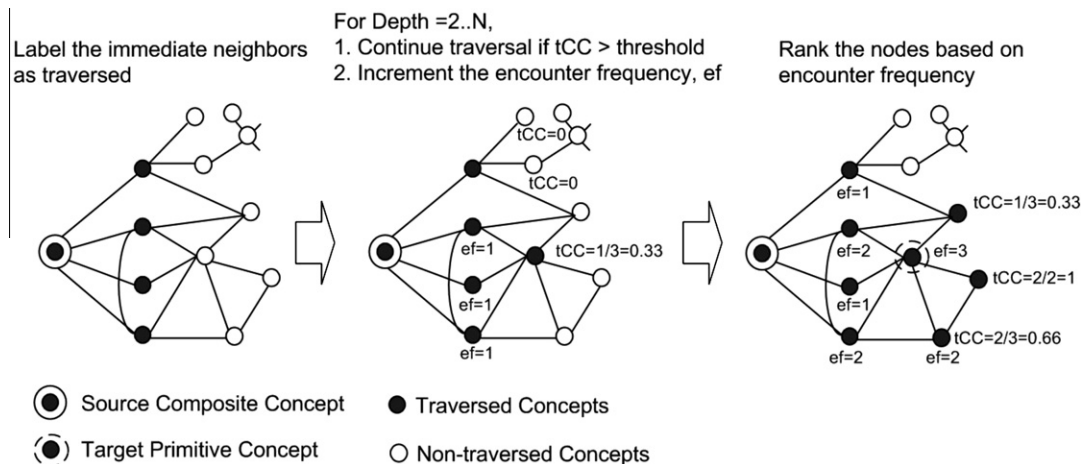 Label the immediate neighbors
as traversed
For Depth =2..N,
1. Continue traversal if tCC > threshold
2. Increment the encounter frequency, ef
Rank the nodes based on
encounter frequency
tCC=0
tCC=0
ef=1
tCC=1/3=0.33
ef=1
ef=1
ef=1
tCC=1/3=0.33
ef=2
ef=3
tCC=2/2=1
ef=1
tCC=2/3=0.66
ef=2
ef=2
Source Composite Concept
Traversed Concepts
Target Primitive Concept
Non-traversed Concepts